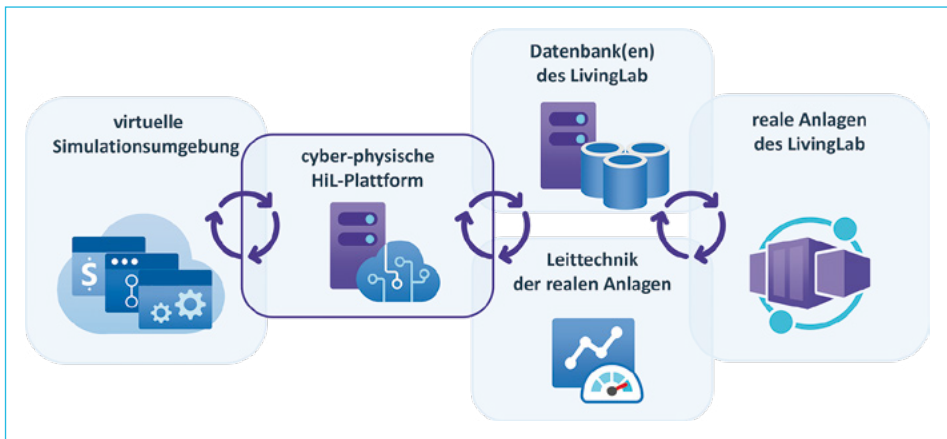 virtuelle
Simulationsumgebung
cyber-physische
HiL-Plattform
Datenbank(en)
des LivingLab
Leittechnik
der realen Anlagen
reale Anlagen
des LivingLab
$